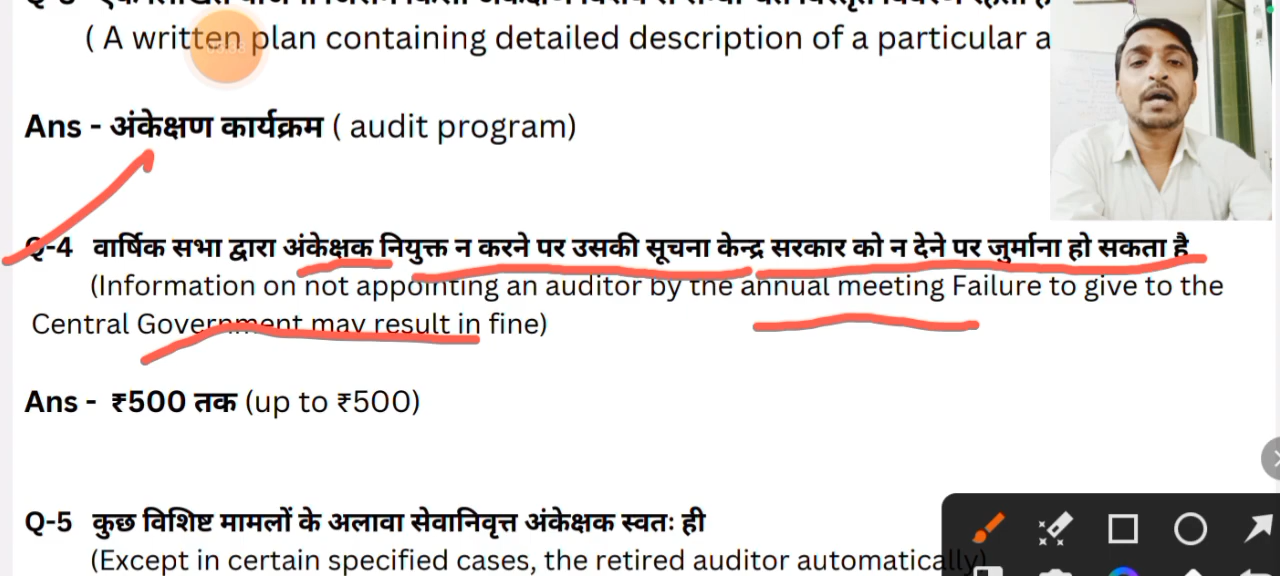 ( A written plan containing detailed description of a particular a
Ans - अंकेक्षण कार्यक्रम ( audit program)
Q-4 वार्षिक सभा द्वारा अंकेक्षक नियुक्त न करने पर उसकी सूचना केन्द्र सरकार को न देने पर जुर्माना हो सकता है
(Information on not appointing an auditor by the annual meeting Failure to give to the
Central Government may result in fine)
Ans - ₹500 तक (up to ₹500)
Q-5 कुछ विशिष्ट मामलों के अलावा सेवानिवृत्त अंकेक्षक स्वतः ही
(Except in certain specified cases, the retired auditor automatically)